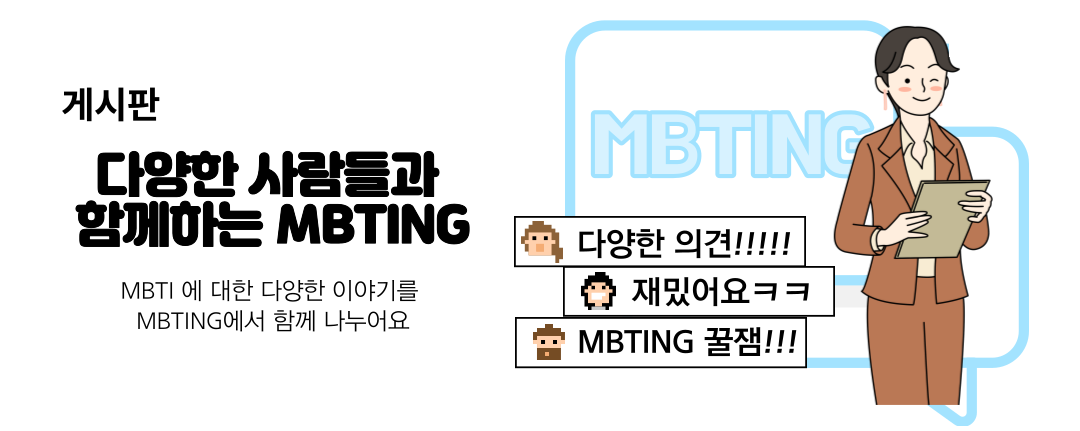 게시판
다양한 사람들과
함께하는 MBTING
MBTI 에 대한 다양한 이야기를
MBTING에서 함께 나누어요
MBTING
다양한 의견!!!!!
재밌어요ㅋㅋ
MBTING 꿀잼!!!